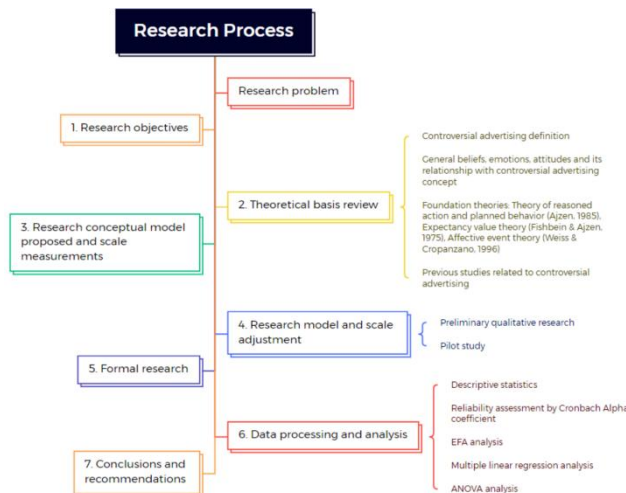 Research Process
Research problem
1. Research objectives
Controversial advertising definition
General beliefs, emotions, attitudes and its
relationship with controversial advertising
concept
2. Theoretical basis review
Foundation theories: Theory of reasoned
action and planned behavior (Ajzen, 1985),
Expectancy value theory (Fishbein & Ajzen,
1975), Affective event theory (Weiss &
Cropanzano, 1996)
Previous studies related to controversial
advertising
3. Research conceptual model
proposed and scale
measurements
4. Research model and scale
adjustment
Preliminary qualitative research
Pilot study
5. Formal research
6. Data processing and analysis
Descriptive statistics
Reliability assessment by Cronbach Alpha
coefficient
EFA analysis
Multiple linear regression analysis
ANOVA analysis
7. Conclusions and
recommendations